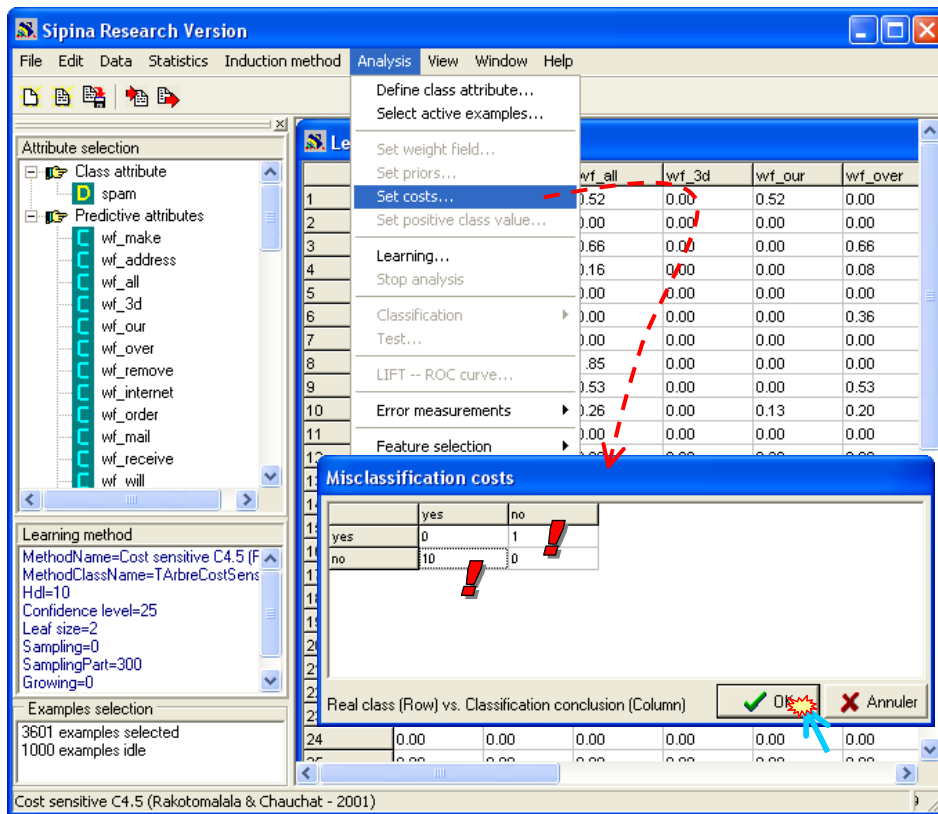 Sipina Research Version
File Edit Data Statistics Induction method Analysis View Window Help
Define class attribute...
Select active examples...
Set weight field...
Set priors...
Set costs...
Set positive class value...
Learning...
Stop analysis
Classification
Test...
LIFT -- ROC curve...
Error measurements
Feature selection
Attribute selection
Class attribute
D spam
Predictive attributes
C wf_make
C wf_address
C wf_all
C wf_3d
C wf_our
C wf_over
C wf_remove
C wf_internet
C wf_order
C wf_mail
C wf_receive
C wf_will
Learning method
MethodName=Cost sensitive C4.5 (F
MethodClassName=TArbreCostSens
Hdl=10
Confidence level=25
Leaf size=2
Sampling=0
SamplingPart=300
Growing=0
Examples selection
3601 examples selected
1000 examples idle
Le
wf_all wf_3d wf_our wf_over
1 0.52 0.00 0.52 0.00
2 0.00 0.00 0.00 0.00
3 0.66 0.00 0.00 0.66
4 0.16 0.00 0.00 0.08
5 0.00 0.00 0.00 0.00
6 0.00 0.00 0.00 0.36
7 0.00 0.00 0.00 0.00
8 .85 0.00 0.00 0.00
9 0.53 0.00 0.00 0.53
10 0.26 0.00 0.13 0.20
11 0.00 0.00 0.00 0.00
Misclassification costs
yes no
yes 0 1
no 10 0
Real class (Row) vs. Classification conclusion (Column)
OK
Annuler
24 0.00 0.00 0.00 0.00 0.00 0.00
Cost sensitive C4.5 (Rakotomalala & Chauchat - 2001)